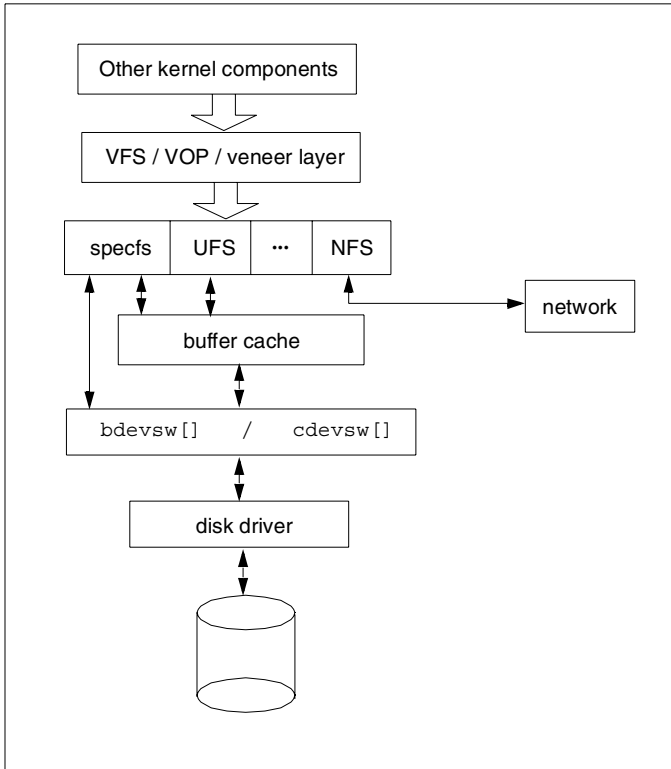 Other kernel components
VFS / VOP / veneer layer
specfs UFS ... NFS
network
buffer cache
bdevsw[] / cdevsw[]
disk driver